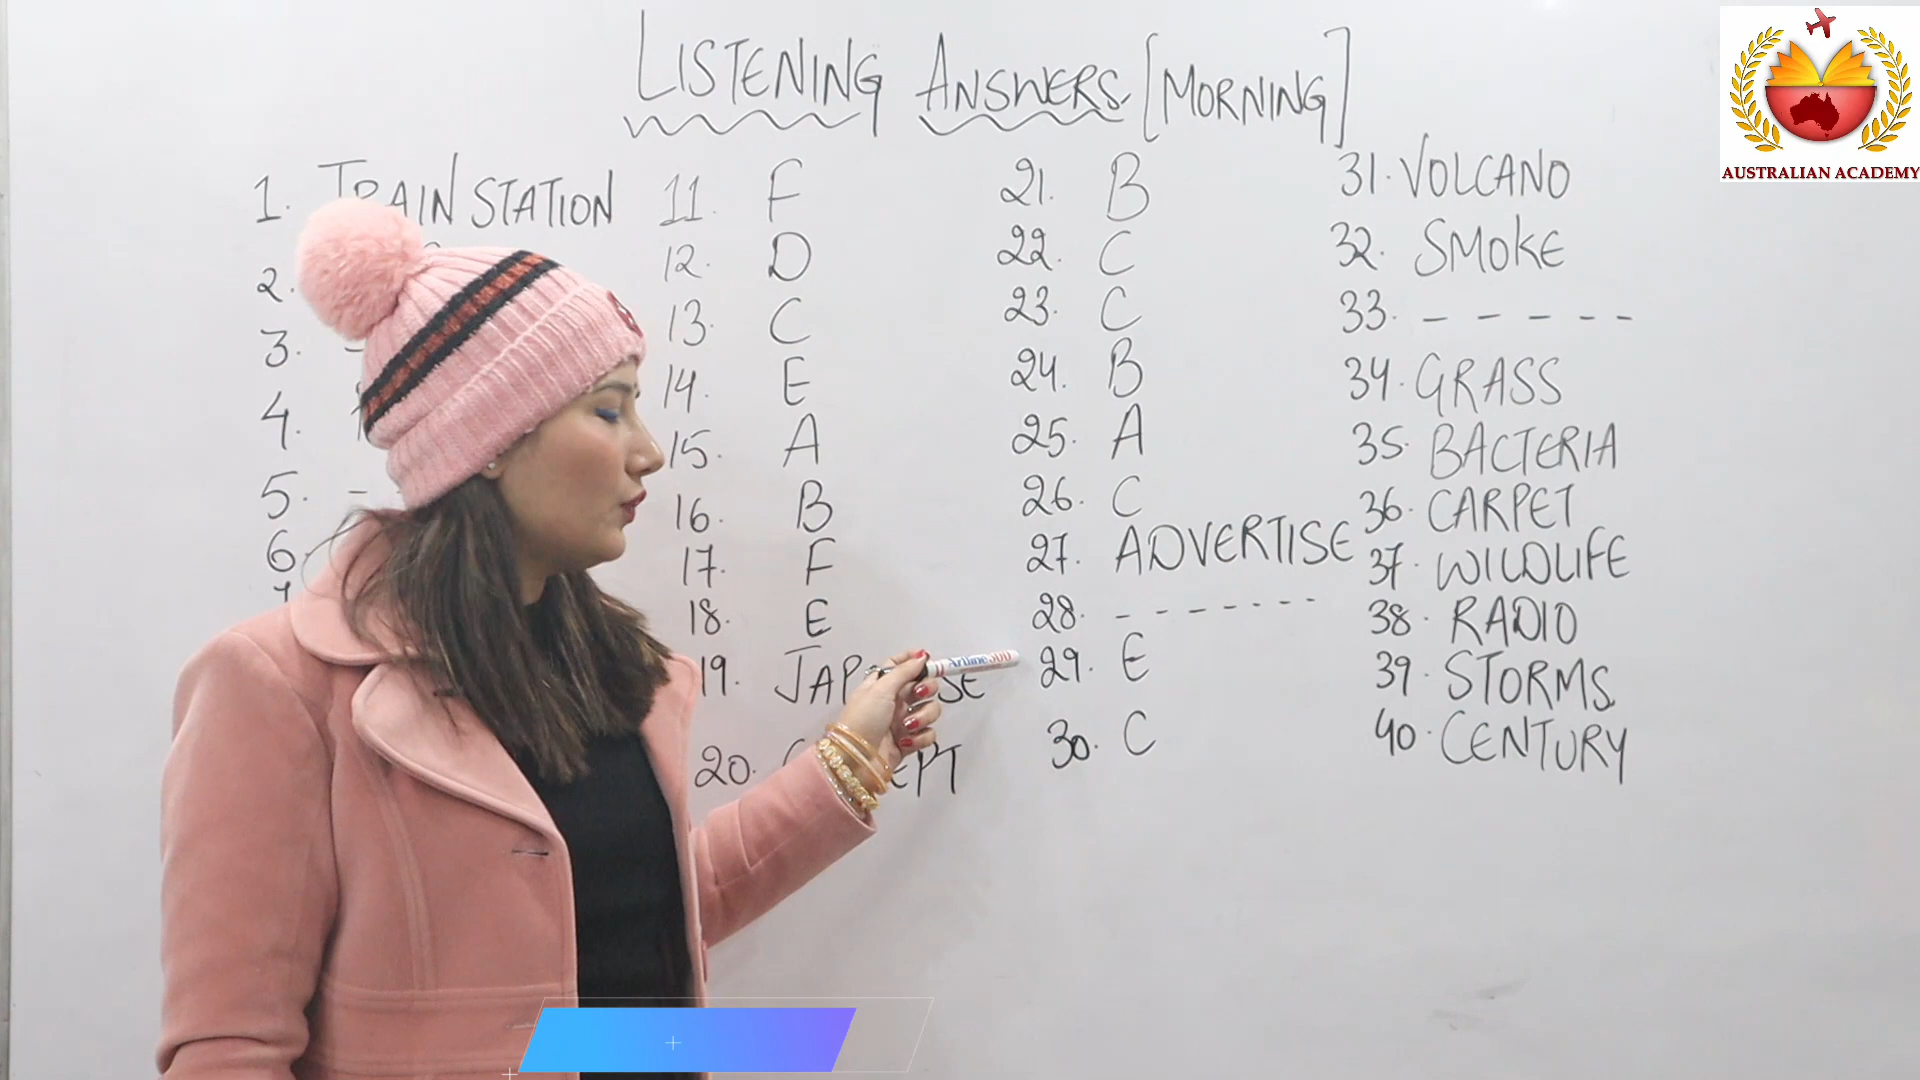 LISTENING ANSWERS. [MORNING]
AUSTRALIAN ACADEMY
1. TRAIN STATION
2.
3. -
4.
5. -
6.
11. F
12. D
13. C
14. E
15. A
16. B
17. F
18. E
19.
20.
Artline 500
21. B
22. C
23. C
24. B
25. A
26. C
27. ADVERTISE
28. - - - - - - -
29. E
30. C
31. VOLCANO
32. SMOKE
33. - - - - -
34. GRASS
35. BACTERIA
36. CARPET
37. WILDLIFE
38. RADIO
39. STORMS
40. CENTURY